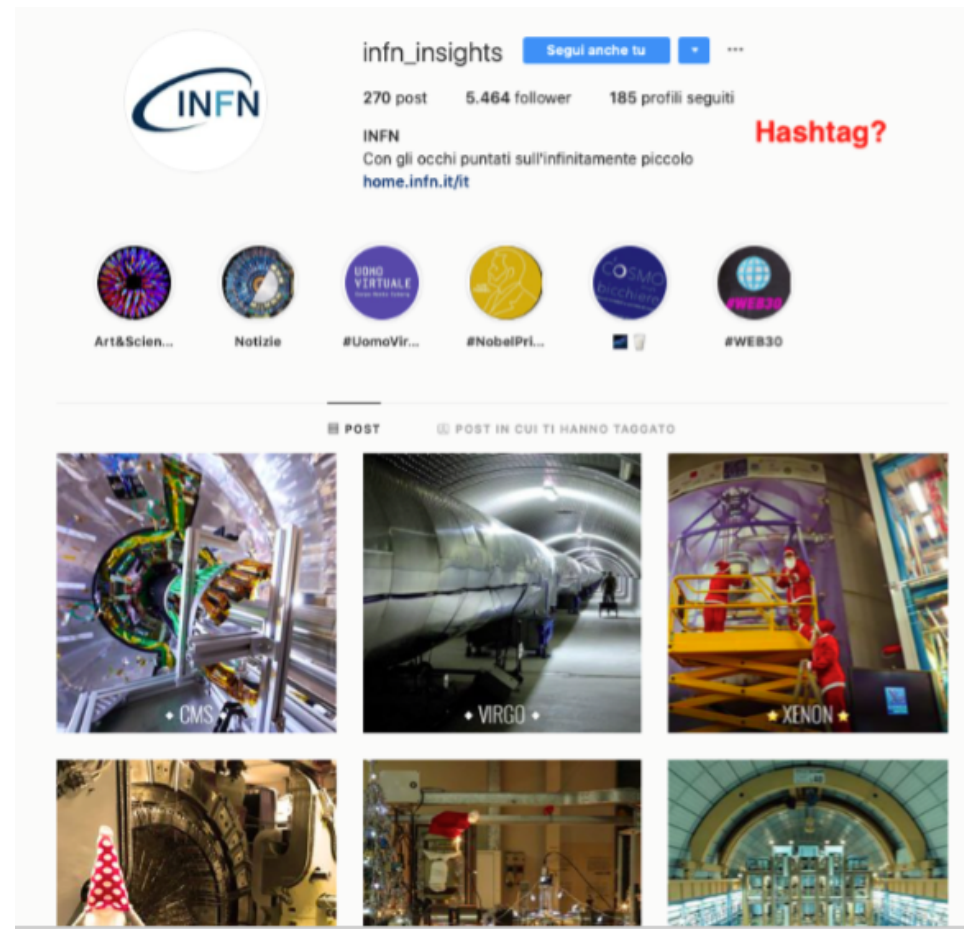 infn_insights Segui anche tu ...
270 post 5.464 follower 185 profili seguiti
INFN
INFN
Con gli occhi puntati sull'infinitamente piccolo
home.infn.it/it
Hashtag?
UOMO
VIRTUALE
COSMO
bicchiere
#WEB30
Art&Scien... Notizie #UomoVir... #NobelPri... #WEB30
POST POST IN CUI TI HANNO TAGGATO
CMS VIRGO XENON